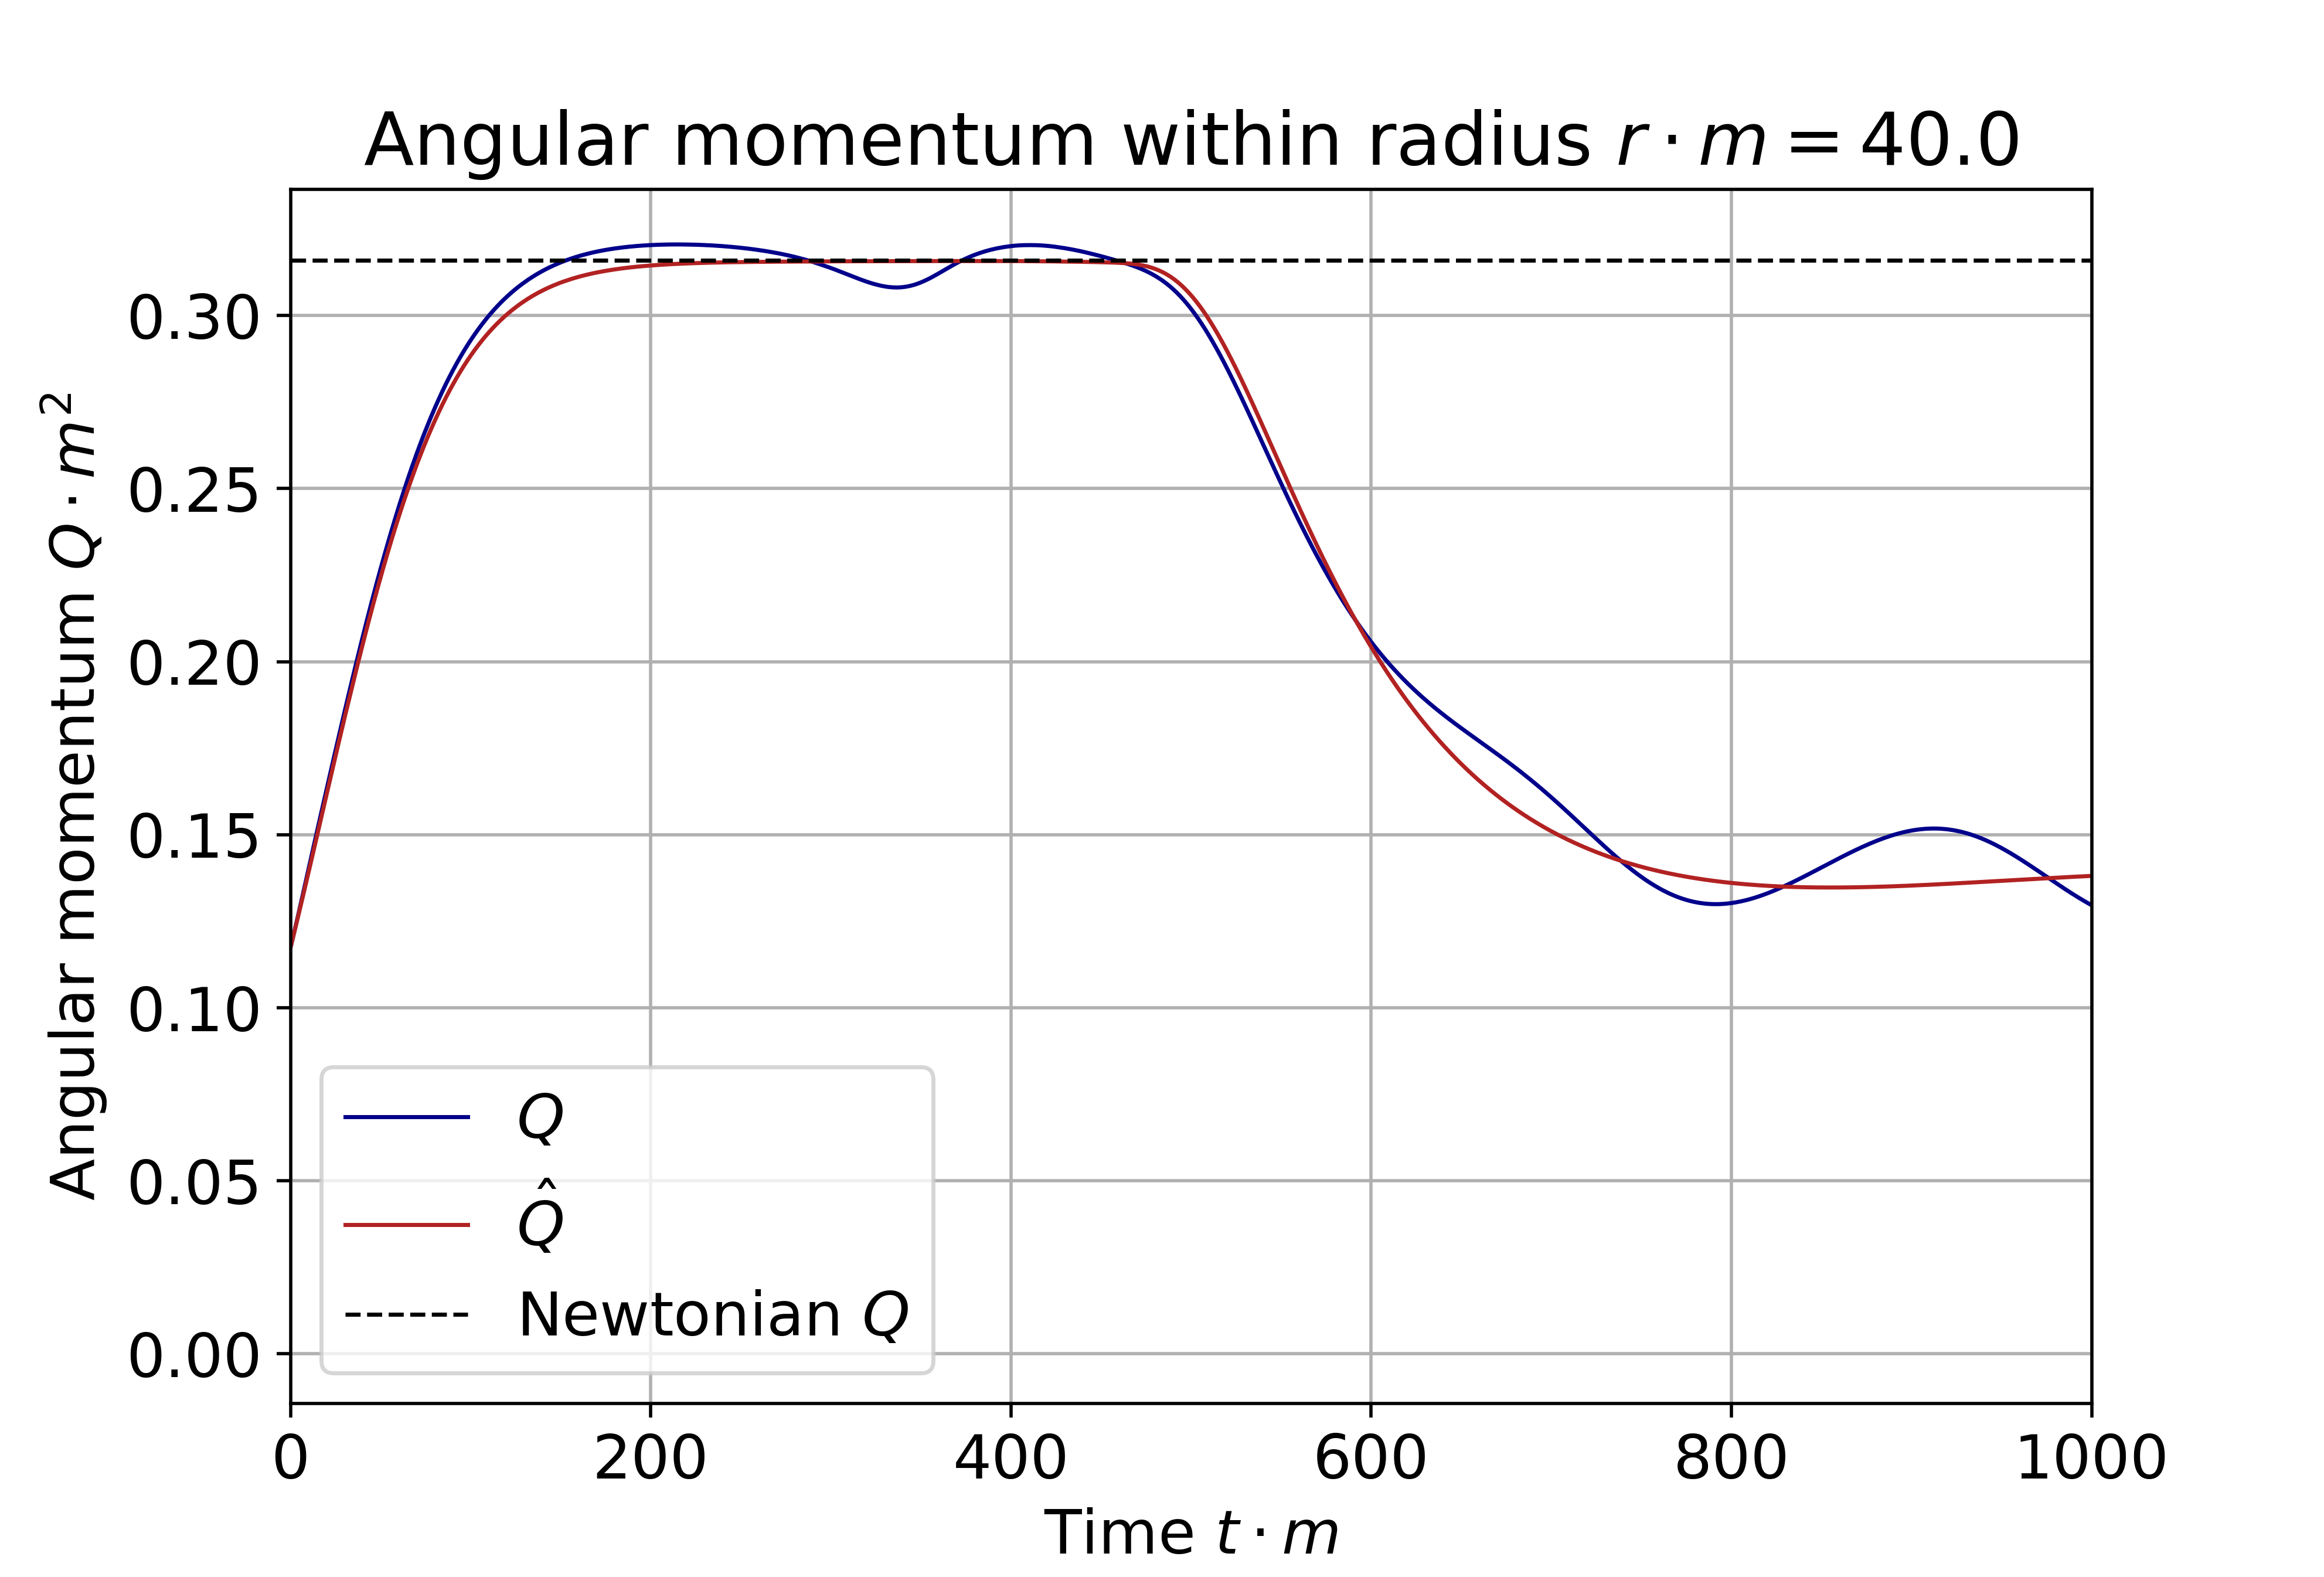 Angular momentum within radius r · m = 40.0
Angular momentum Q · m²
0.30
0.25
0.20
0.15
0.10
0.05
0.00
Q
Q̂
Newtonian Q
0 200 400 600 800 1000
Time t · m